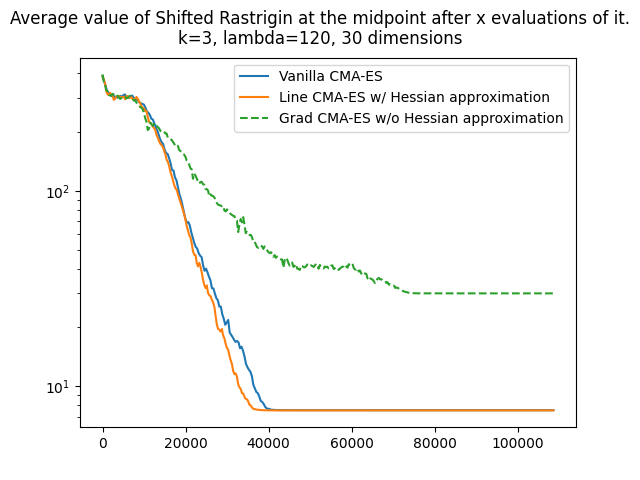 Average value of Shifted Rastrigin at the midpoint after x evaluations of it.
k=3, lambda=120, 30 dimensions
Vanilla CMA-ES
Line CMA-ES w/ Hessian approximation
Grad CMA-ES w/o Hessian approximation
10²
10¹
0 20000 40000 60000 80000 100000